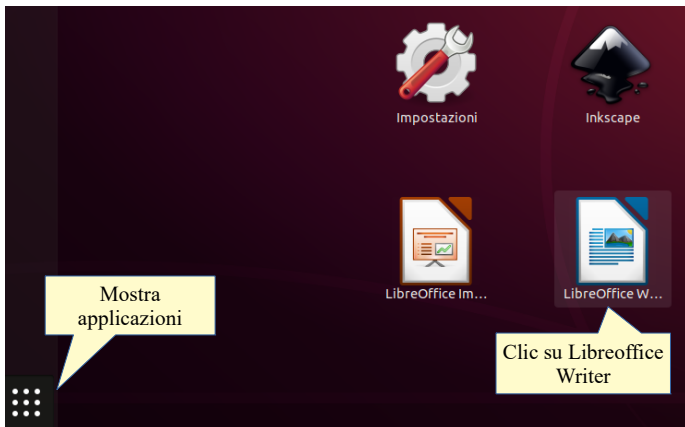 Impostazioni
Inkscape
LibreOffice Im...
LibreOffice W...
Mostra
applicazioni
Clic su Libreoffice
Writer